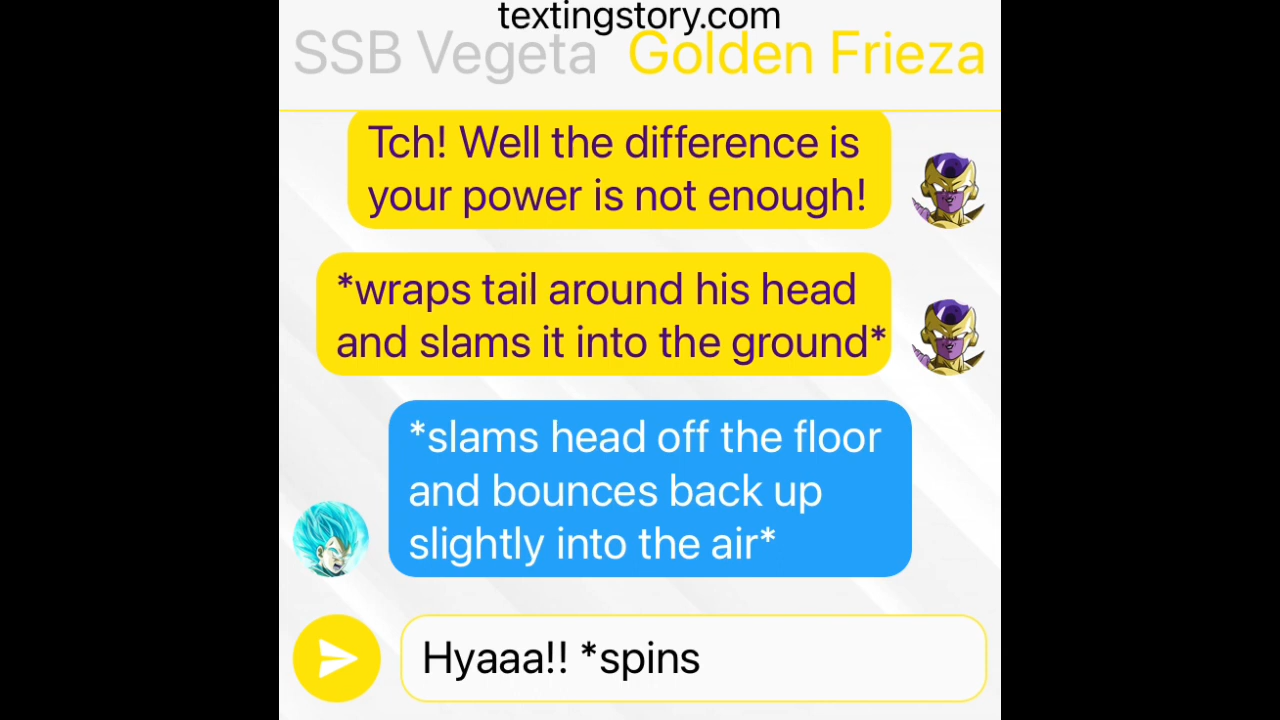 textingstory.com
SSB Vegeta Golden Frieza
Tch! Well the difference is
your power is not enough!
*wraps tail around his head
and slams it into the ground*
*slams head off the floor
and bounces back up
slightly into the air*
Hyaaa!! *spins